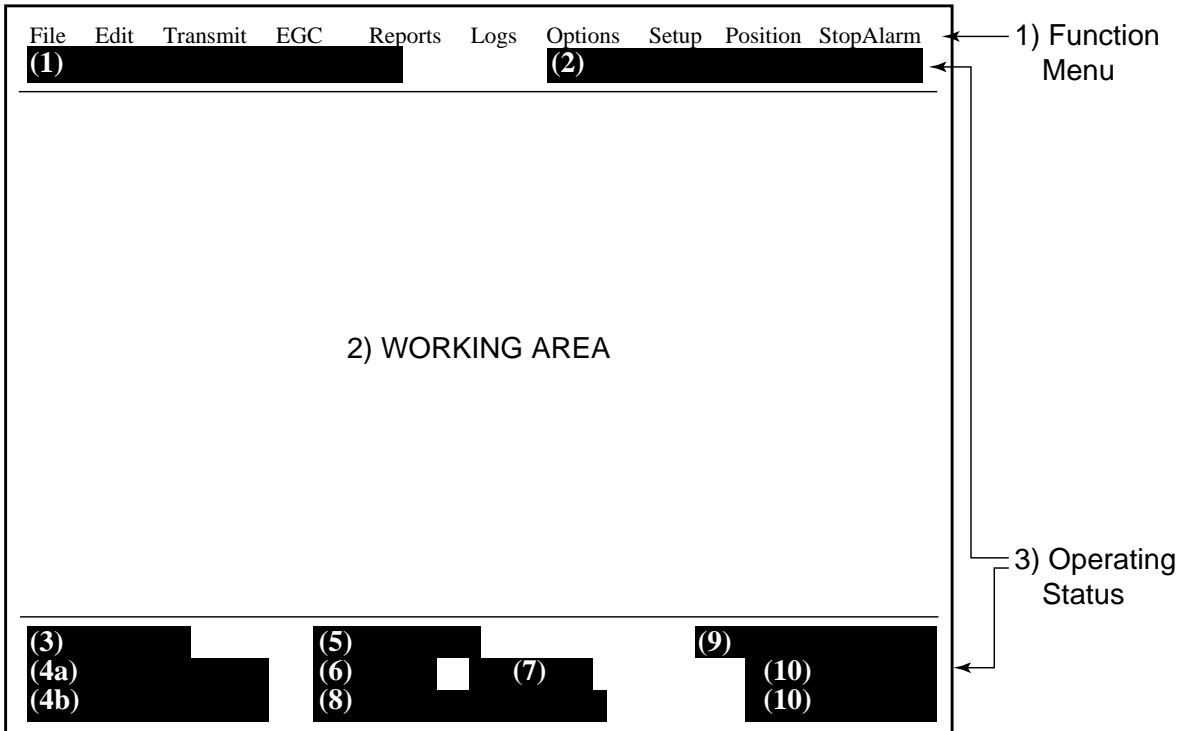 File Edit Transmit EGC Reports Logs Options Setup Position StopAlarm
(1) (2)
1) Function
Menu
2) WORKING AREA
3) Operating
Status
(3) (5) (9)
(4a) (6) (7) (10)
(4b) (8) (10)